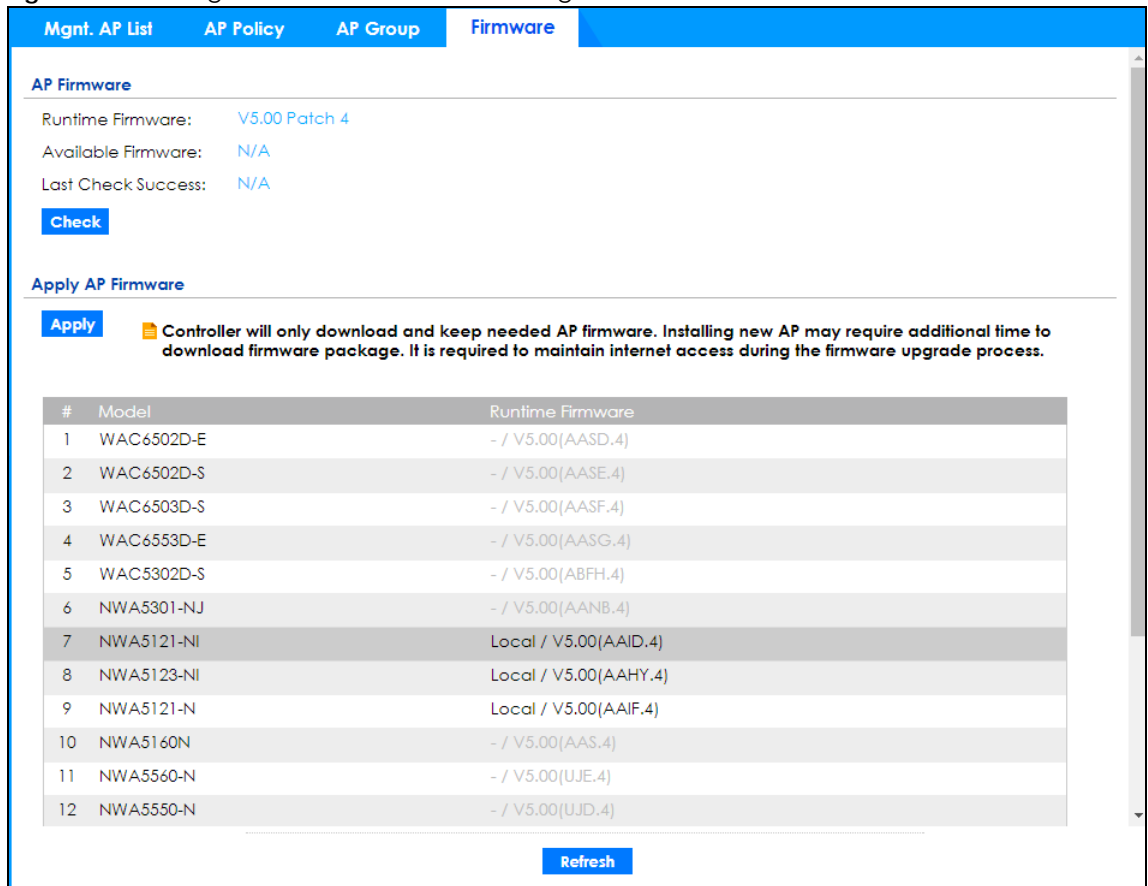 Mgnt. AP List AP Policy AP Group Firmware
AP Firmware
Runtime Firmware: V5.00 Patch 4
Available Firmware: N/A
Last Check Success: N/A
Check
Apply AP Firmware
Apply
Controller will only download and keep needed AP firmware. Installing new AP may require additional time to
download firmware package. It is required to maintain internet access during the firmware upgrade process.
# Model Runtime Firmware
1 WAC6502D-E - / V5.00(AASD.4)
2 WAC6502D-S - / V5.00(AASE.4)
3 WAC6503D-S - / V5.00(AASF.4)
4 WAC6553D-E - / V5.00(AASG.4)
5 WAC5302D-S - / V5.00(ABFH.4)
6 NWA5301-NJ - / V5.00(AANB.4)
7 NWA5121-NI Local / V5.00(AAID.4)
8 NWA5123-NI Local / V5.00(AAHY.4)
9 NWA5121-N Local / V5.00(AAIF.4)
10 NWA5160N - / V5.00(AAS.4)
11 NWA5560-N - / V5.00(UJE.4)
12 NWA5550-N - / V5.00(UJD.4)
Refresh